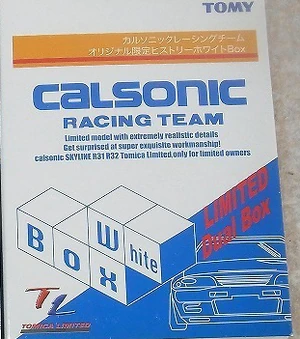 TOMY
カルソニックレーシングチーム
オリジナル限定ヒストリーホワイトBox
CALSONIC
RACING TEAM
Limited model with extremely realistic details
Get surprised at super exquisite workmanship!
calsonic SKYLINE R31 R32 Tomica Limited,only for limited owners
White
Box
LIMITED
Dual Box
TL
TOMICA LIMITED